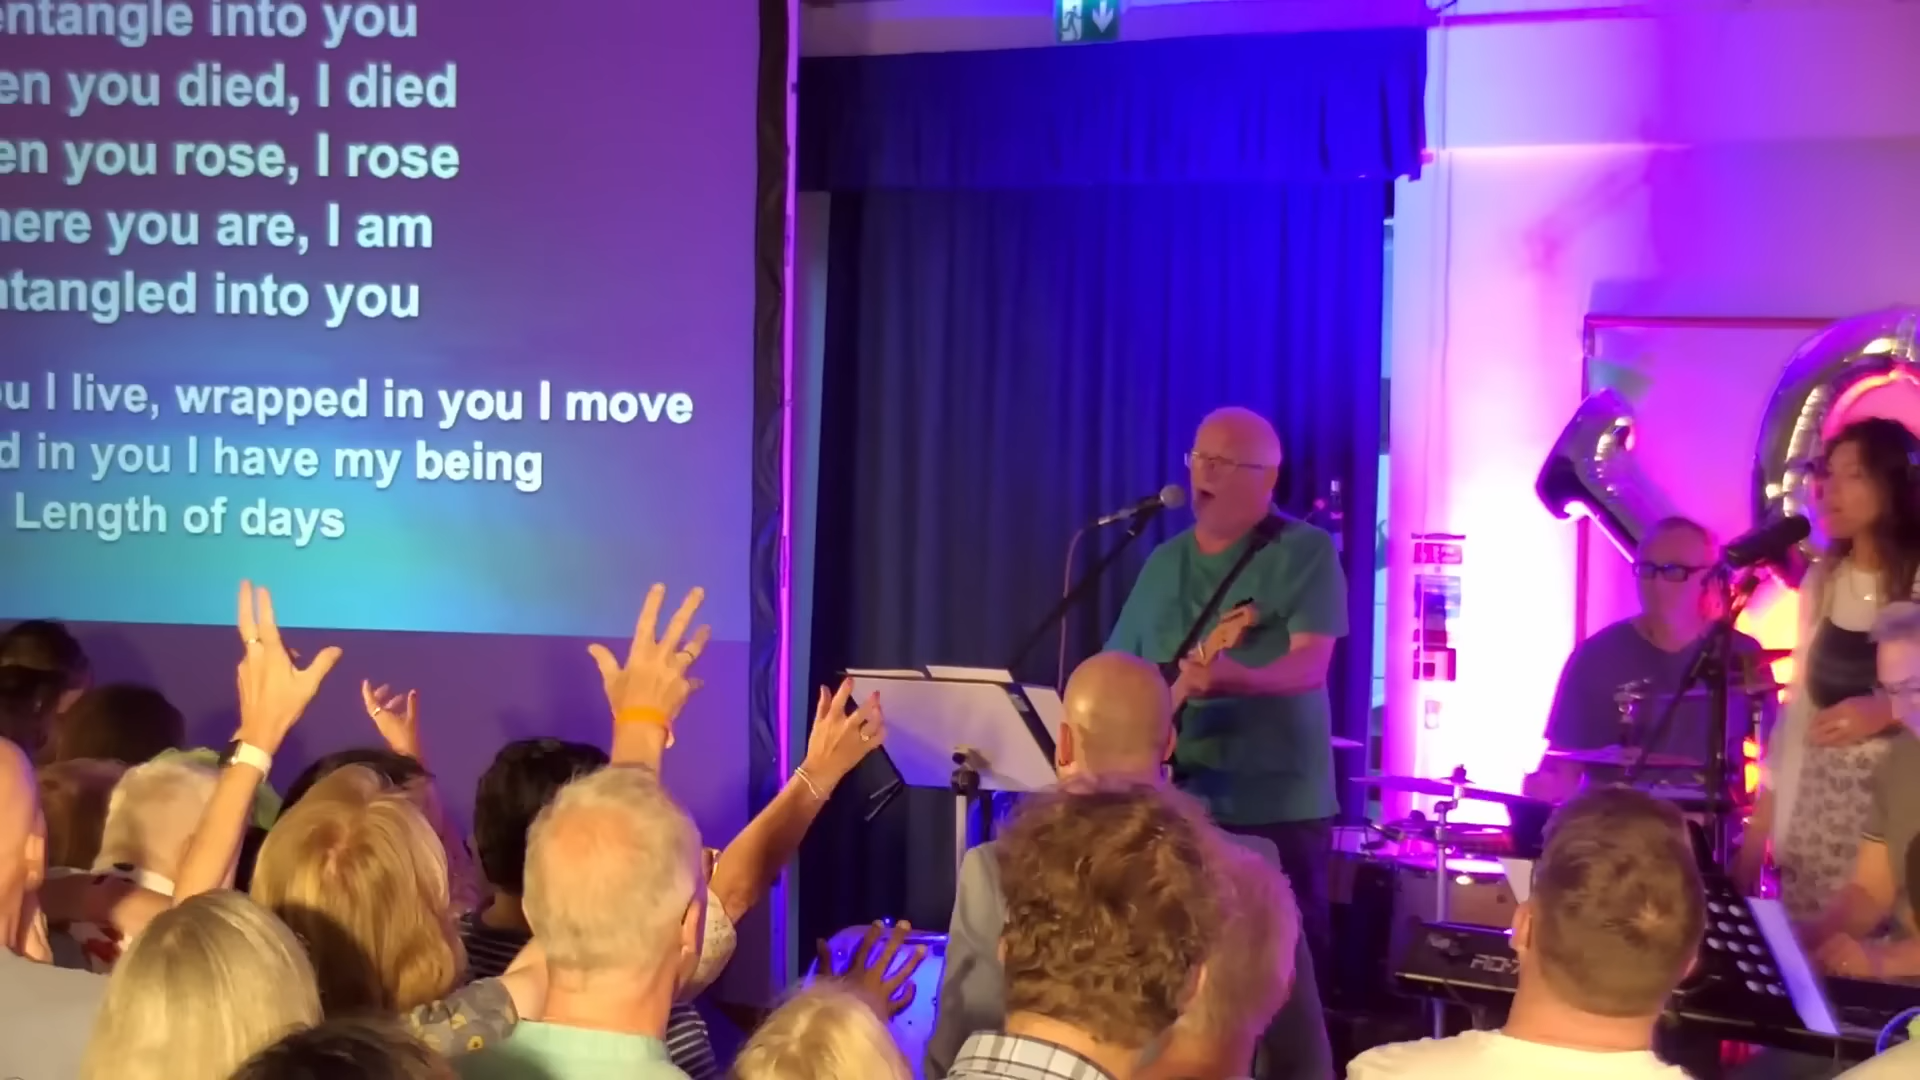 entangle into you
en you died, I died
en you rose, I rose
here you are, I am
ntangled into you
ou I live, wrapped in you I move
d in you I have my being
Length of days